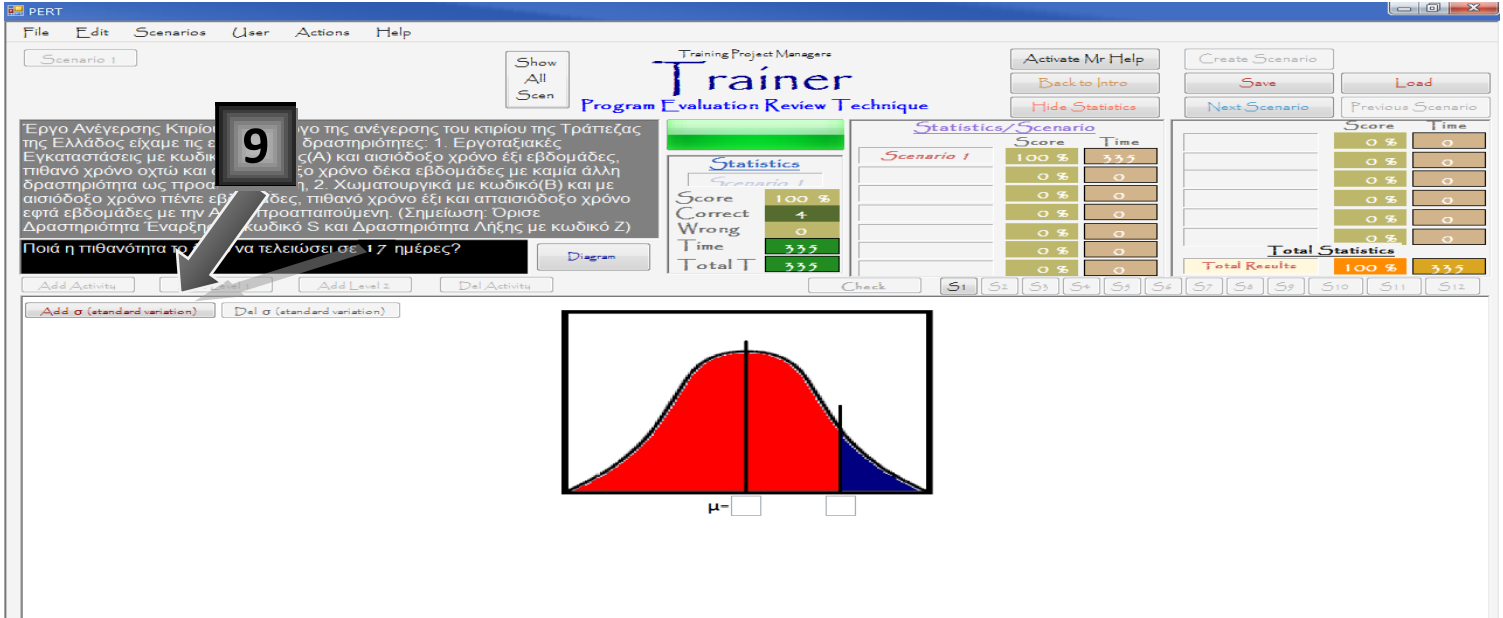 PERT
File Edit Scenarios User Actions Help
Scenario 1
Show
All
Scen
Training Project Managers
Trainer
Program Evaluation Review Technique
Activate Mr Help
Back to Intro
Hide Statistics
Create Scenario
Save
Load
Next Scenario
Previous Scenario
9
Έργο Ανέγερσης Κτιρίου της ανέγερσης του κτιρίου της Τράπεζας
της Ελλάδος είχαμε τις δραστηριότητες: 1. Εργοταξιακές
Εγκαταστάσεις με (Α) και αισιόδοξο χρόνο έξι εβδομάδες,
πιθανό χρόνο οχτώ και χρόνο δέκα εβδομάδες με καμία άλλη
δραστηριότητα ως 2. Χωματουργικά με κωδικό(Β) και με
αισιόδοξο χρόνο πέντε πιθανό χρόνο έξι και απαισιόδοξο χρόνο
εφτά εβδομάδες με την Α προαπαιτούμενη. (Σημείωση: Όρισε
Δραστηριότητα Έναρξης κωδικό S και Δραστηριότητα Λήξης με κωδικό Z)
Ποιά η πιθανότητα το να τελειώσει σε 17 ημέρες?
Diagram
Statistics
Scenario 1
Score 100 %
Correct 4
Wrong 0
Time 335
Total T 335
Statistics/Scenario
Score Time
Scenario 1 100 % 335
0 % 0
0 % 0
0 % 0
0 % 0
0 % 0
0 % 0
Score Time
0 % 0
0 % 0
0 % 0
0 % 0
0 % 0
0 % 0
Total Statistics
Total Results 100 % 335
Add Activity Add Level 2 Del Activity Check S1 S2 S3 S4 S5 S6 S7 S8 S9 S10 S11 S12
Add σ (standard variation) Del σ (standard variation)
μ=